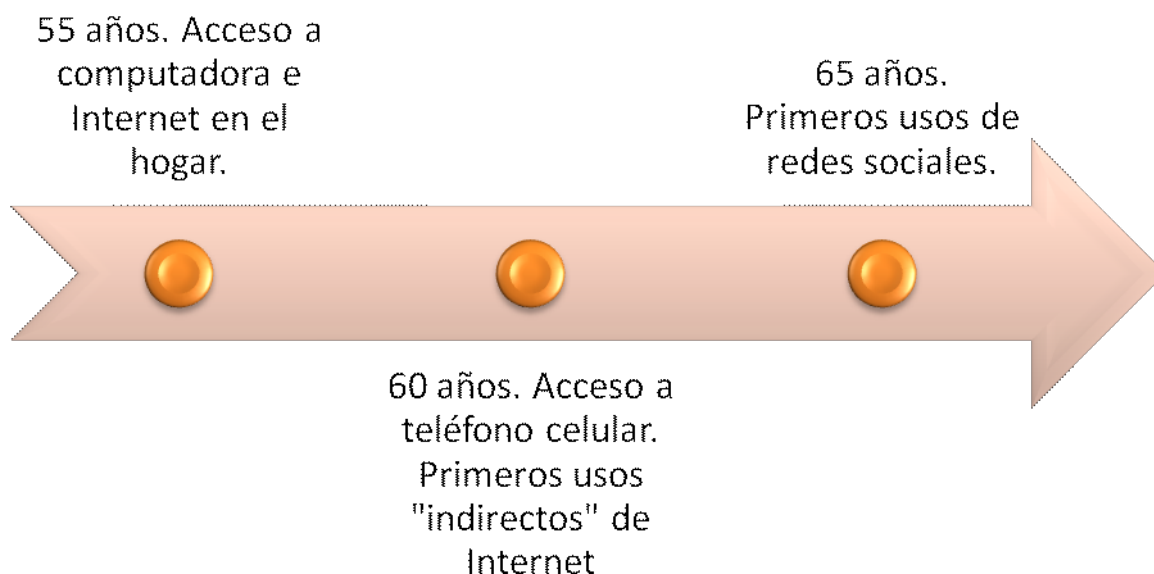 55 años. Acceso a
computadora e
Internet en el
hogar.
60 años. Acceso a
teléfono celular.
Primeros usos
"indirectos" de
Internet
65 años.
Primeros usos de
redes sociales.